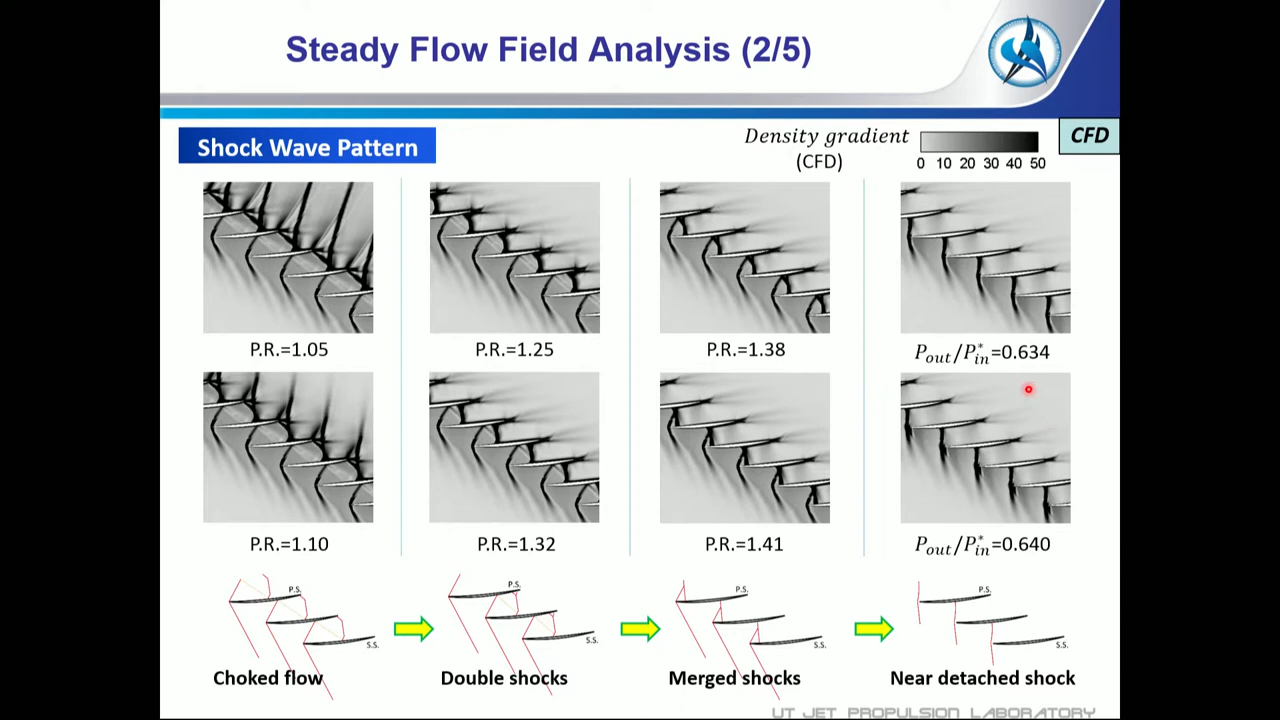 Steady Flow Field Analysis (2/5)
Shock Wave Pattern
Density gradient
(CFD)
0 10 20 30 40 50
CFD
P.R.=1.05
P.R.=1.25
P.R.=1.38
P_out/P*_in=0.634
P.R.=1.10
P.R.=1.32
P.R.=1.41
P_out/P*_in=0.640
P.S.
S.S.
P.S.
S.S.
P.S.
S.S.
P.S.
S.S.
Choked flow
Double shocks
Merged shocks
Near detached shock
UT JET PROPULSION LABORATORY